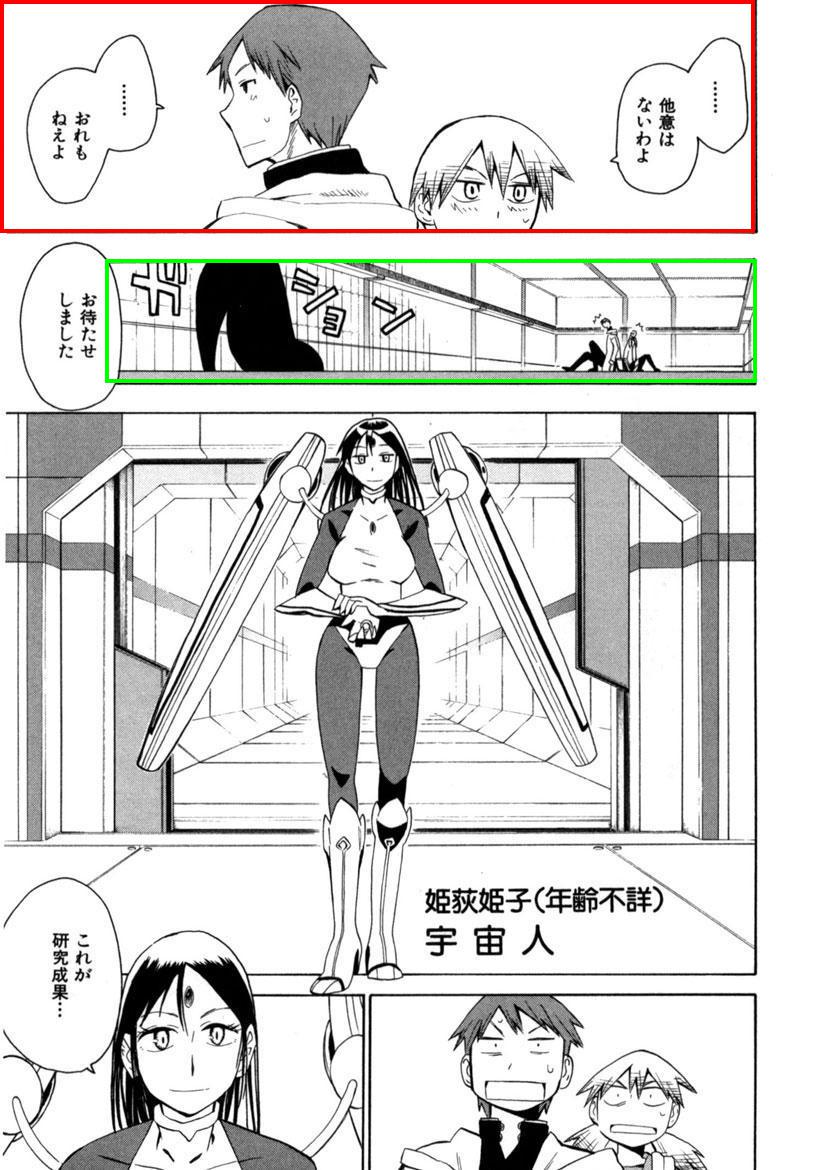 ……
他意は
ないわよ
……
おれも
ねえよ
ガションッ
お待たせ
しました
姫荻姫子(年齢不詳)
宇宙人
これが
研究成果…